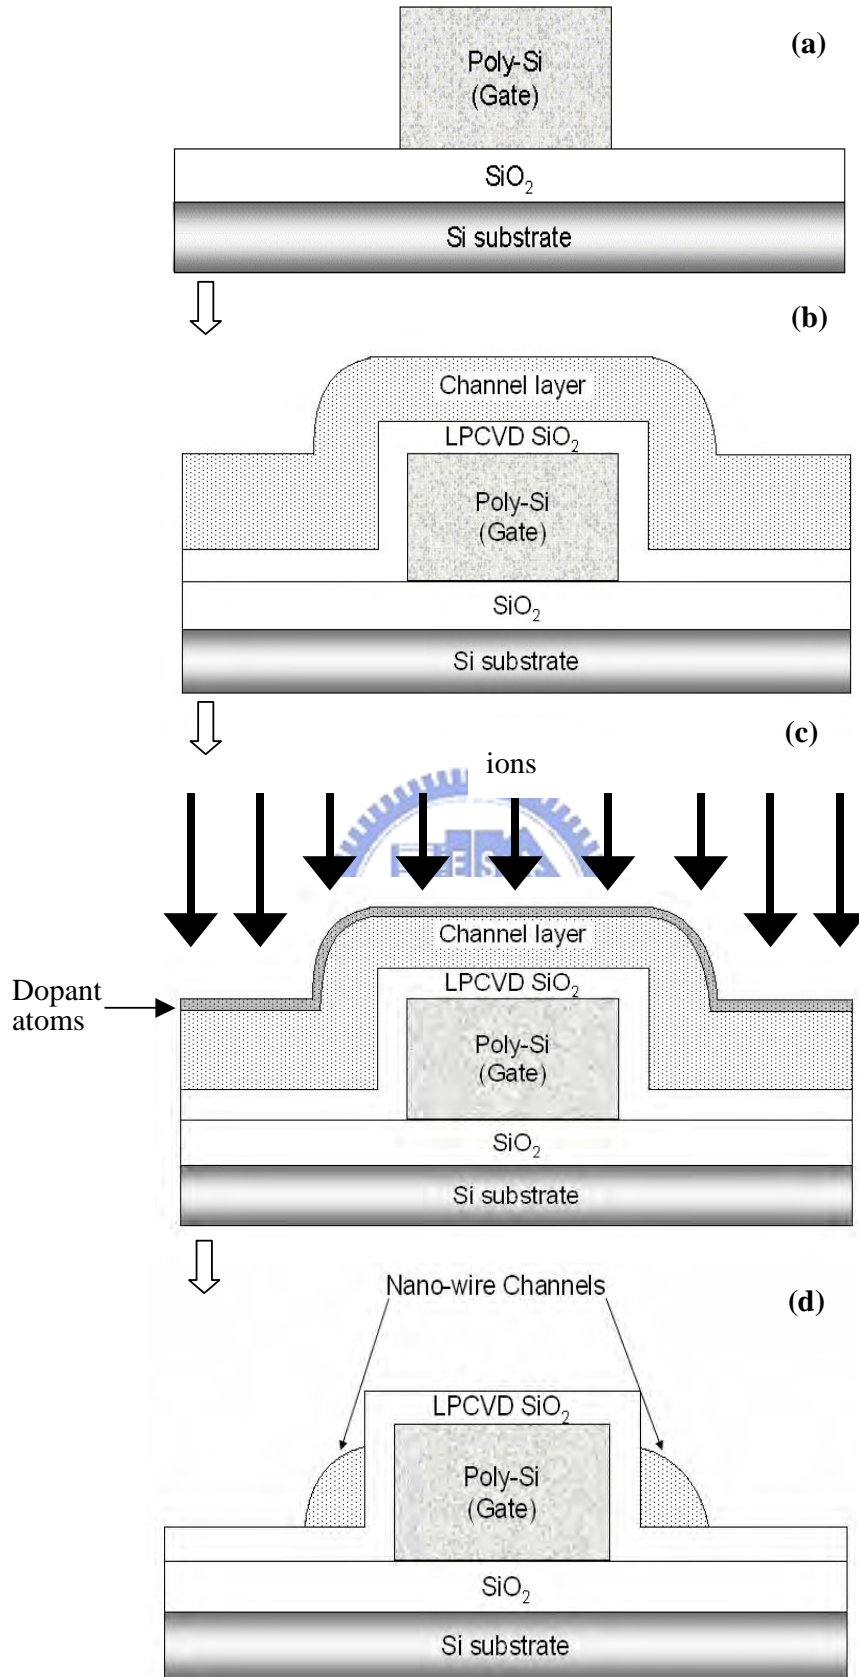 (a)
Poly-Si
(Gate)
SiO2
Si substrate
(b)
Channel layer
LPCVD SiO2
Poly-Si
(Gate)
SiO2
Si substrate
(c)
ions
Channel layer
LPCVD SiO2
Dopant
atoms
Poly-Si
(Gate)
SiO2
Si substrate
Nano-wire Channels
(d)
LPCVD SiO2
Poly-Si
(Gate)
SiO2
Si substrate